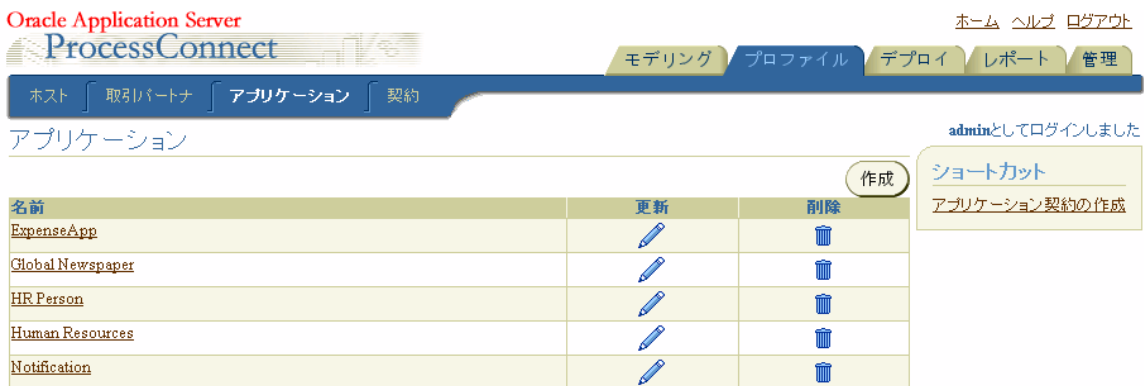 Oracle Application Server
ProcessConnect
ホーム ヘルプ ログアウト
モデリング プロファイル デプロイ レポート 管理
ホスト 取引パートナ アプリケーション 契約
アプリケーション
adminとしてログインしました
作成
ショートカット
アプリケーション契約の作成
名前 更新 削除
ExpenseApp
Global Newspaper
HR Person
Human Resources
Notification